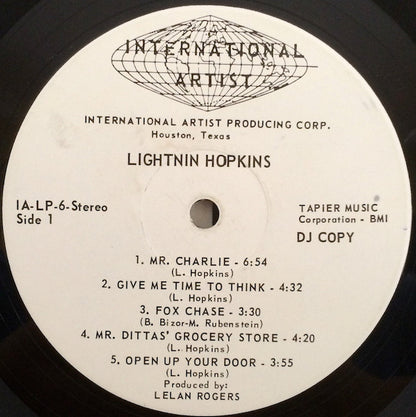 INTERNATIONAL
ARTIST
INTERNATIONAL ARTIST PRODUCING CORP.
Houston, Texas
LIGHTNIN HOPKINS
IA-LP-6-Stereo
Side 1
TAPIER MUSIC
Corporation - BMI
DJ COPY
1. MR. CHARLIE - 6:54
(L. Hopkins)
2. GIVE ME TIME TO THINK - 4:32
(L. Hopkins)
3. FOX CHASE - 3:30
(B. Bizor-M. Rubenstein)
4. MR. DITTAS' GROCERY STORE - 4:20
(L. Hopkins)
5. OPEN UP YOUR DOOR - 3:55
(L. Hopkins)
Produced by:
LELAN ROGERS